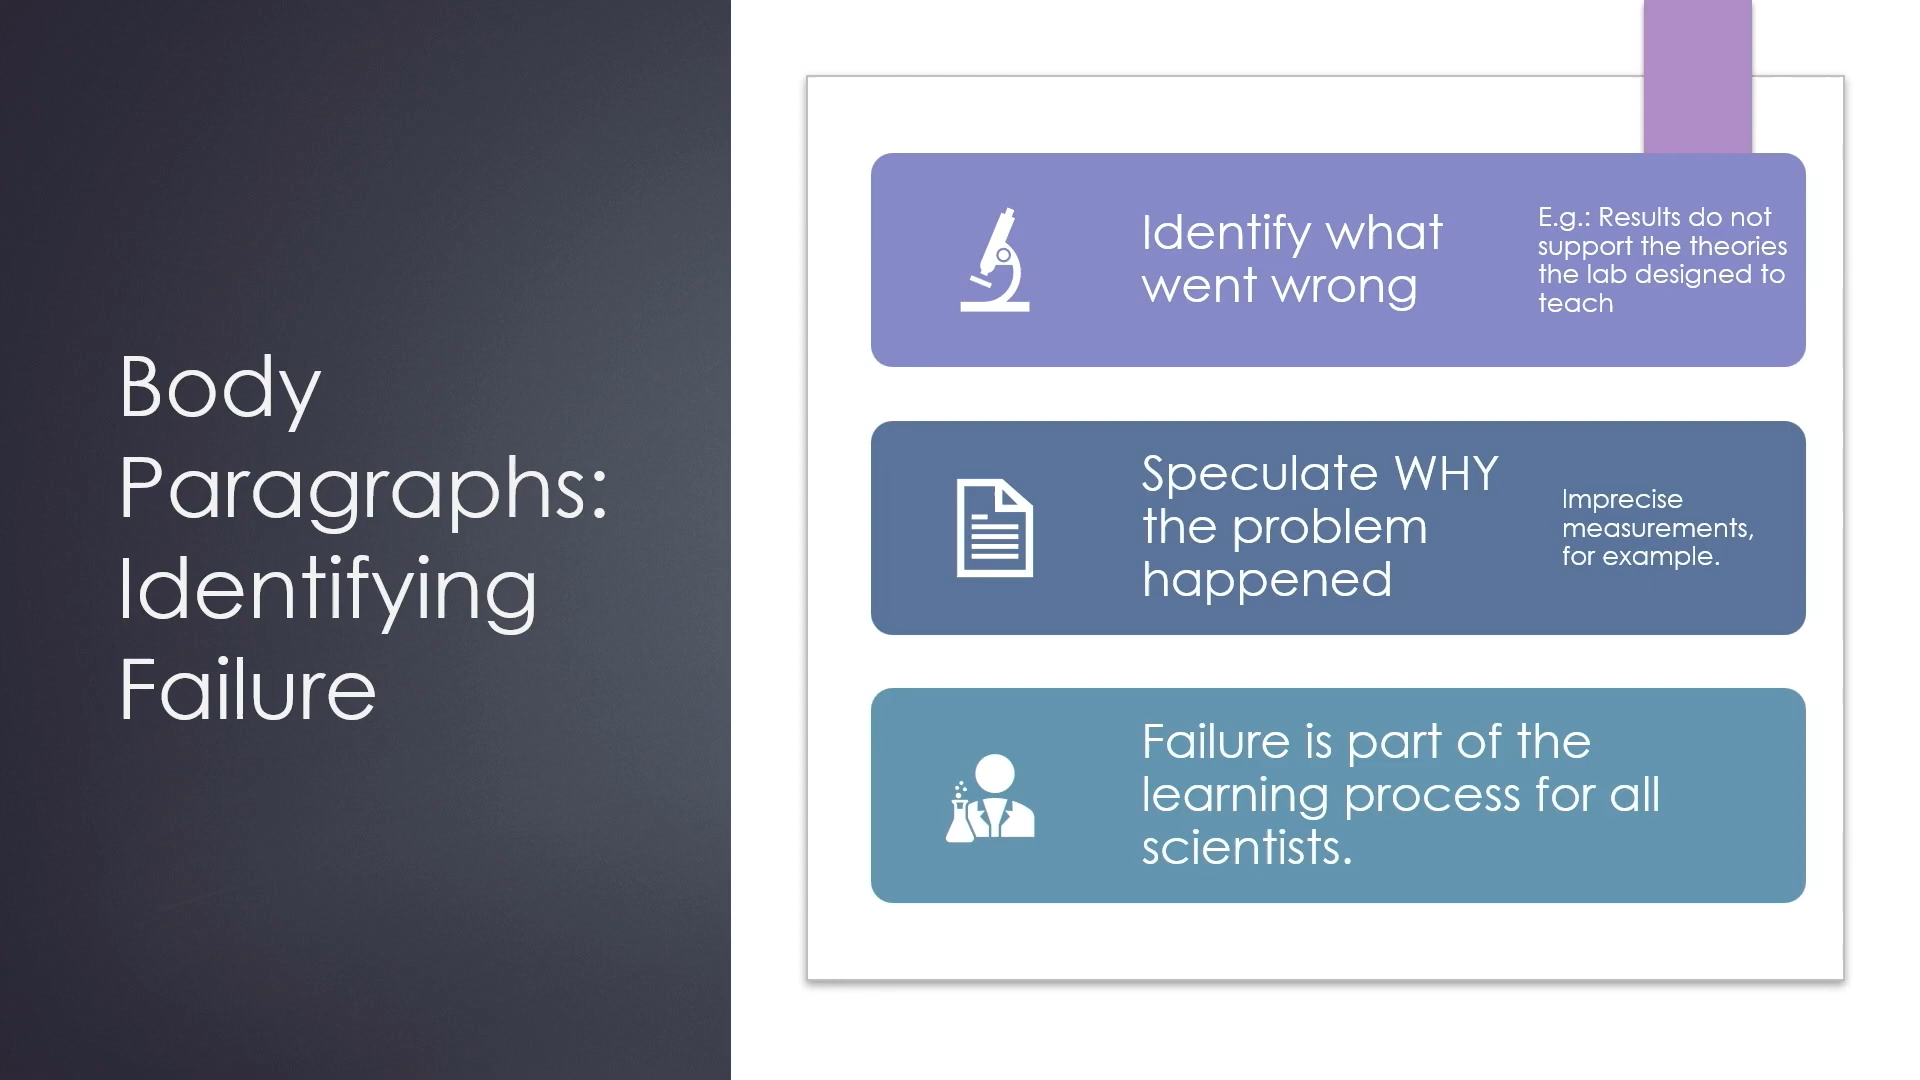 Body
Paragraphs:
Identifying
Failure
Identify what
went wrong
E.g.: Results do not
support the theories
the lab designed to
teach
Speculate WHY
the problem
happened
Imprecise
measurements,
for example.
Failure is part of the
learning process for all
scientists.